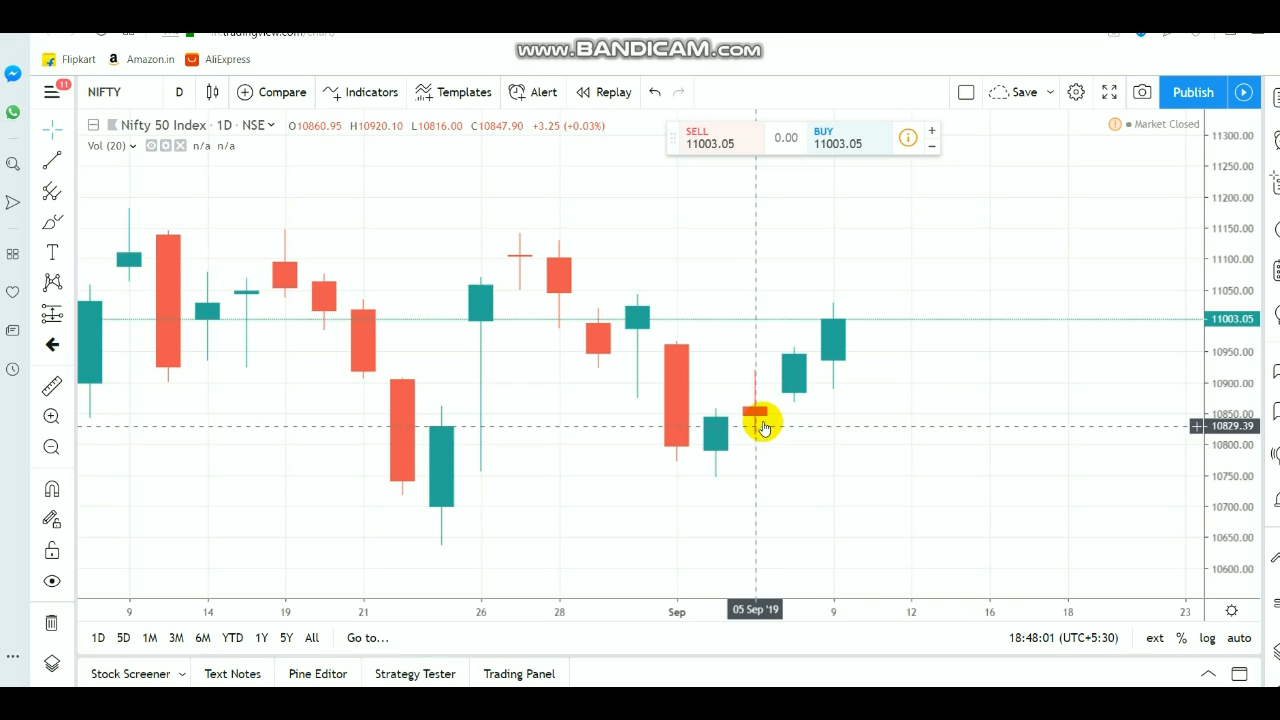 www.BANDICAM.com
Flipkart Amazon.in AliExpress
11
NIFTY D Compare Indicators Templates Alert Replay Save Publish
Nifty 50 Index · 1D · NSE O10860.95 H10920.10 L10816.00 C10847.90 +3.25 (+0.03%)
Market Closed
Vol (20) n/a n/a
SELL 11003.05 0.00 BUY 11003.05
11300.00
11250.00
11200.00
11150.00
11100.00
11050.00
11003.05
10950.00
10900.00
10850.00
10829.39
10800.00
10750.00
10700.00
10650.00
10600.00
9 14 19 21 26 28 Sep 05 Sep '19 9 12 16 18 23
1D 5D 1M 3M 6M YTD 1Y 5Y All Go to... 18:48:01 (UTC+5:30) ext % log auto
Stock Screener Text Notes Pine Editor Strategy Tester Trading Panel